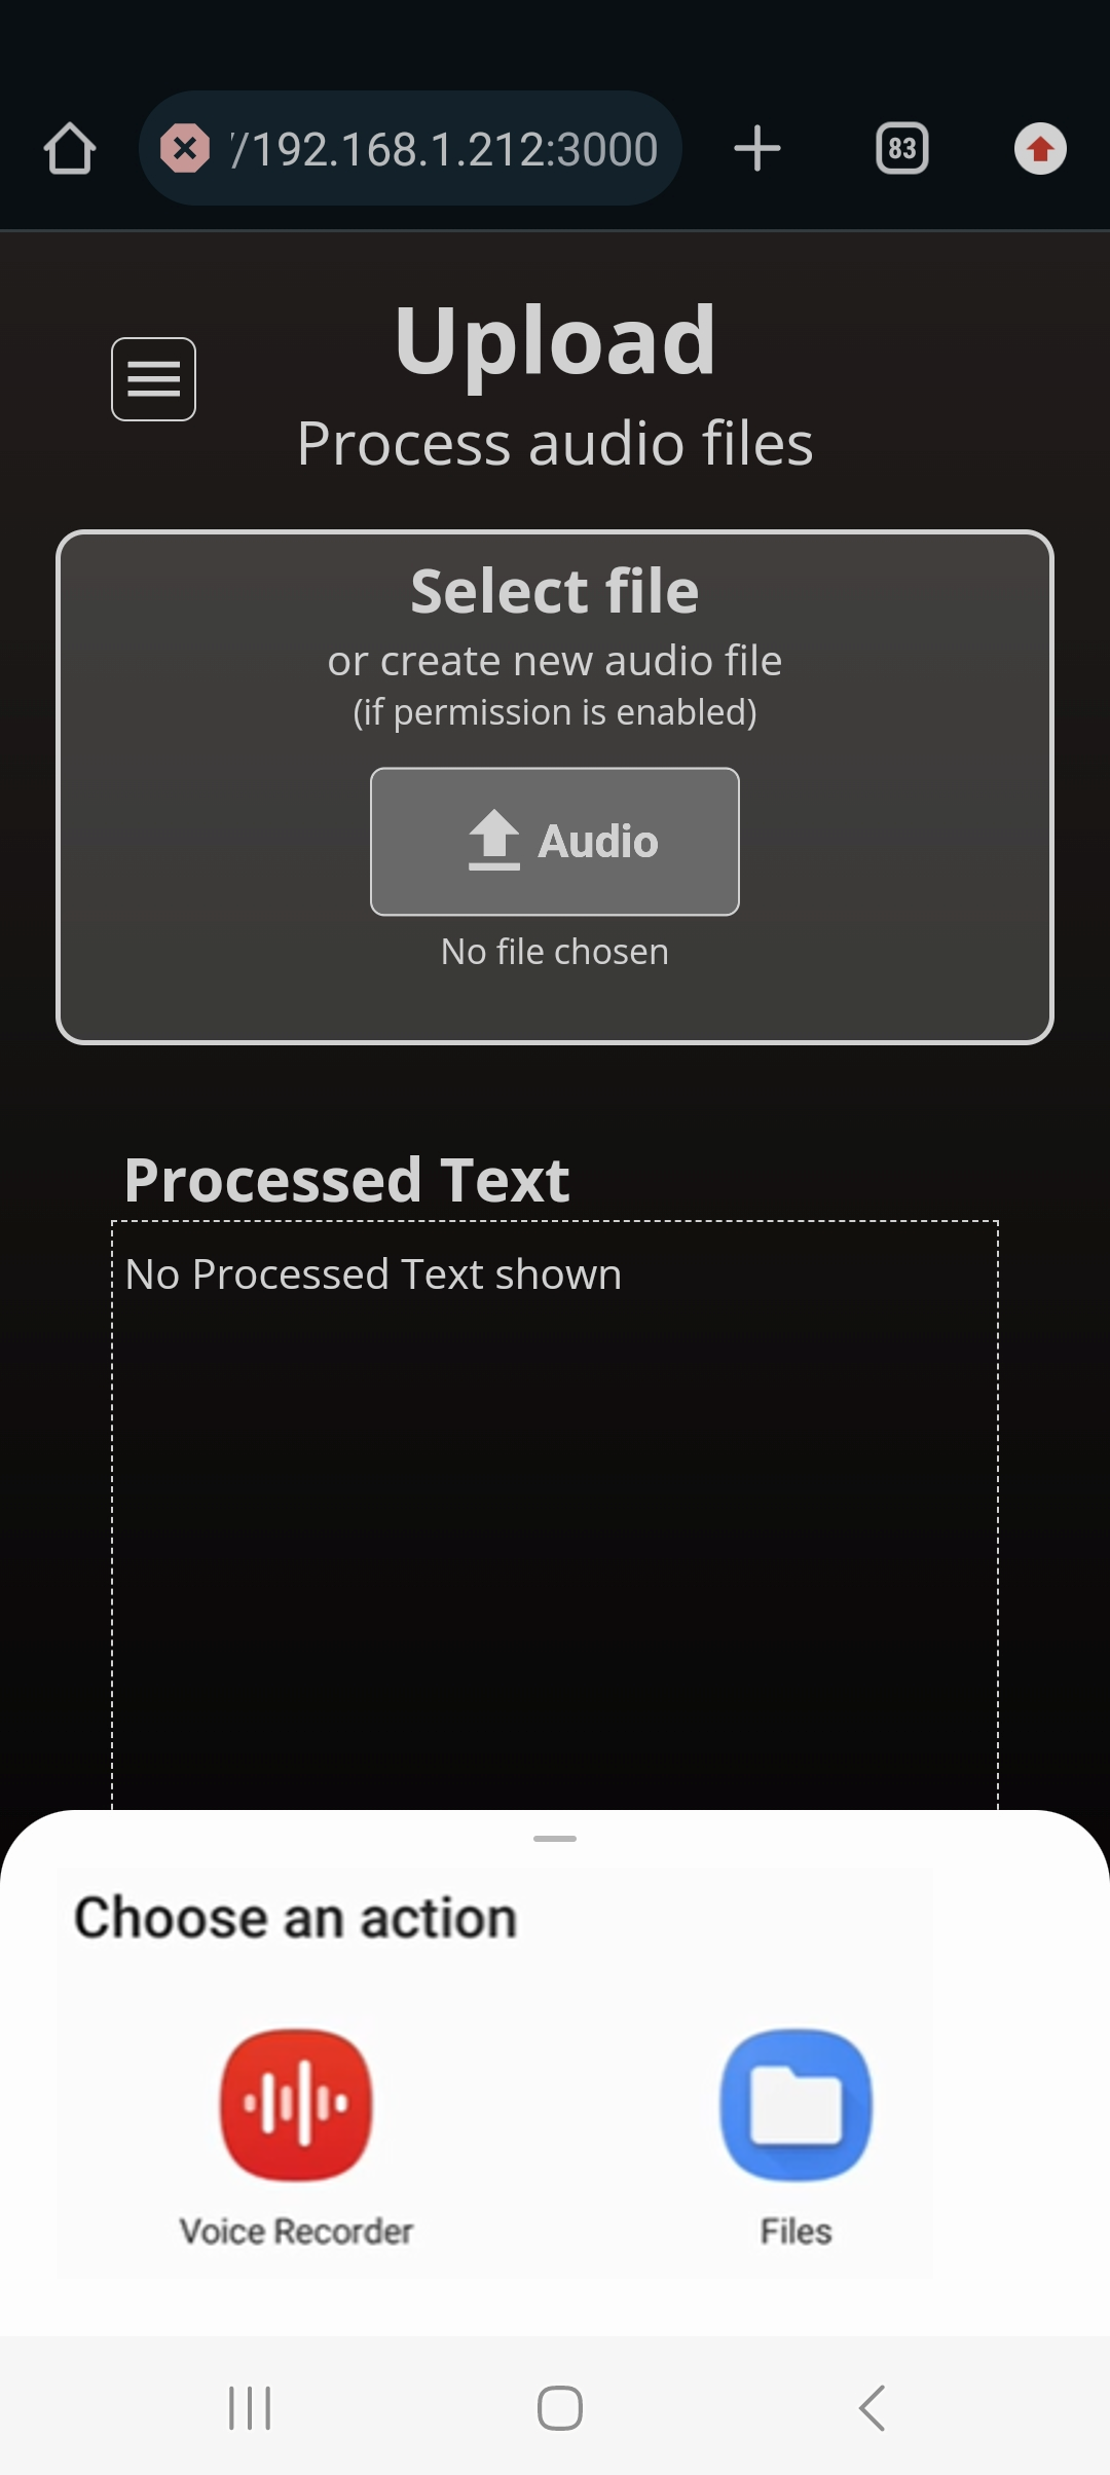 //192.168.1.212:3000
83
Upload
Process audio files
Select file
or create new audio file
(if permission is enabled)
Audio
No file chosen
Processed Text
No Processed Text shown
Choose an action
Voice Recorder
Files